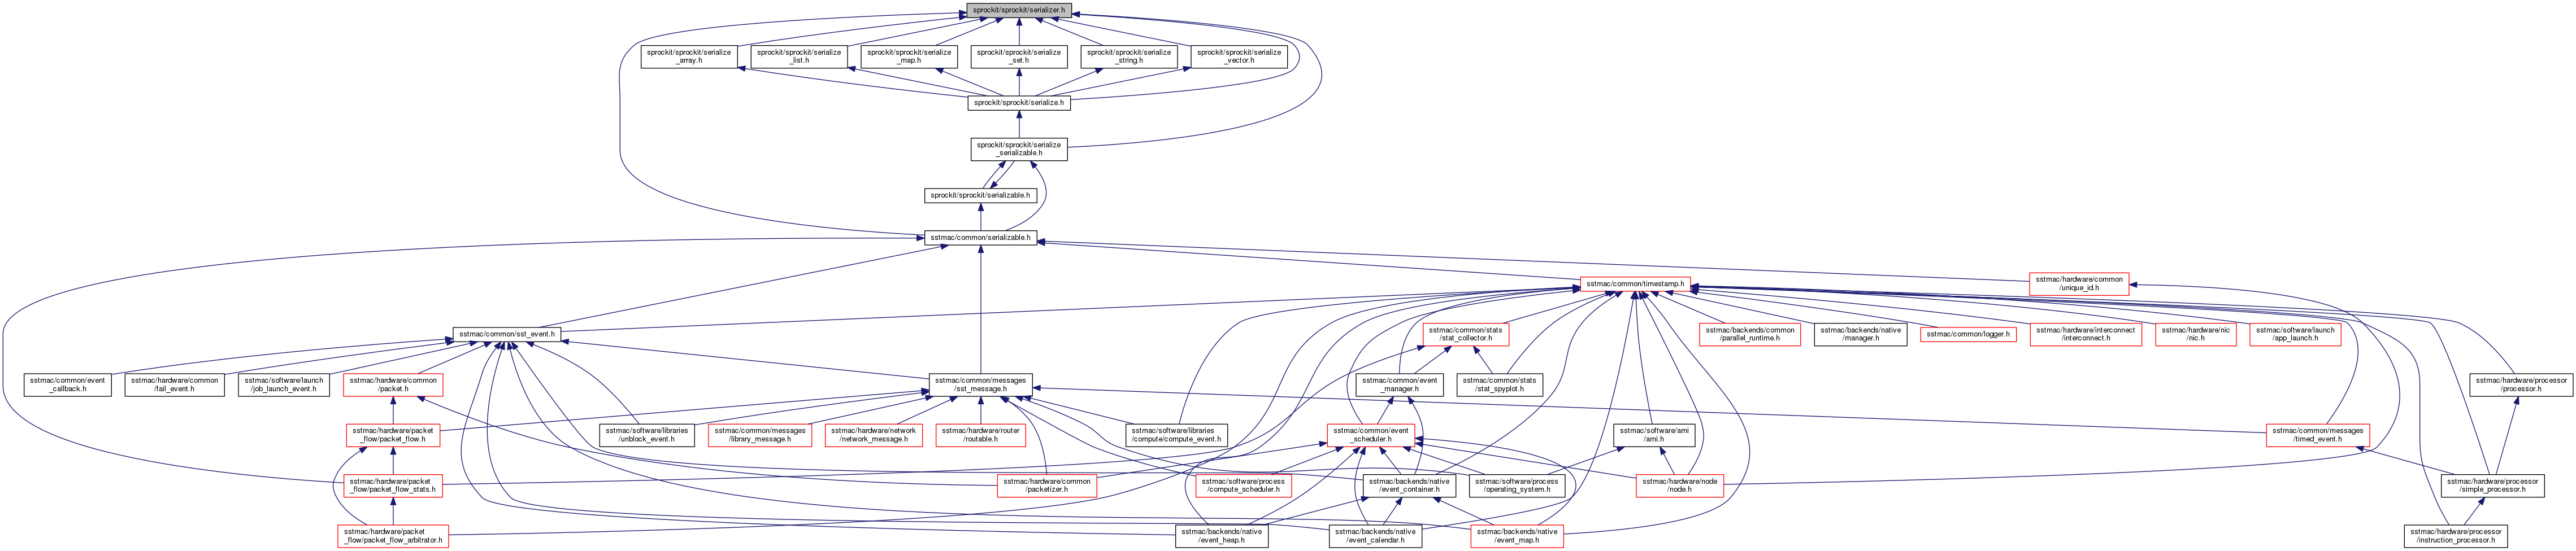 sprockit/sprockit/serializer.h
sprockit/sprockit/serialize
_array.h
sprockit/sprockit/serialize
_list.h
sprockit/sprockit/serialize
_map.h
sprockit/sprockit/serialize
_set.h
sprockit/sprockit/serialize
_string.h
sprockit/sprockit/serialize
_vector.h
sprockit/sprockit/serialize.h
sprockit/sprockit/serialize
_serializable.h
sprockit/sprockit/serializable.h
sstmac/common/serializable.h
sstmac/common/timestamp.h
sstmac/hardware/common
/unique_id.h
sstmac/common/sst_event.h
sstmac/common/stats
/stat_collector.h
sstmac/backends/common
/parallel_runtime.h
sstmac/backends/native
/manager.h
sstmac/common/logger.h
sstmac/hardware/interconnect
/interconnect.h
sstmac/hardware/nic
/nic.h
sstmac/software/launch
/app_launch.h
sstmac/common/event
_callback.h
sstmac/hardware/common
/fail_event.h
sstmac/software/launch
/job_launch_event.h
sstmac/hardware/common
/packet.h
sstmac/common/messages
/sst_message.h
sstmac/common/event
_manager.h
sstmac/common/stats
/stat_spyplot.h
sstmac/hardware/processor
/processor.h
sstmac/hardware/packet
_flow/packet_flow.h
sstmac/software/libraries
/unblock_event.h
sstmac/common/messages
/library_message.h
sstmac/hardware/network
/network_message.h
sstmac/hardware/router
/routable.h
sstmac/software/libraries
/compute/compute_event.h
sstmac/common/event
_scheduler.h
sstmac/software/ami
/ami.h
sstmac/common/messages
/timed_event.h
sstmac/hardware/packet
_flow/packet_flow_stats.h
sstmac/hardware/common
/packetizer.h
sstmac/software/process
/compute_scheduler.h
sstmac/backends/native
/event_container.h
sstmac/software/process
/operating_system.h
sstmac/hardware/node
/node.h
sstmac/hardware/processor
/simple_processor.h
sstmac/hardware/packet
_flow/packet_flow_arbitrator.h
sstmac/backends/native
/event_heap.h
sstmac/backends/native
/event_calendar.h
sstmac/backends/native
/event_map.h
sstmac/hardware/processor
/instruction_processor.h